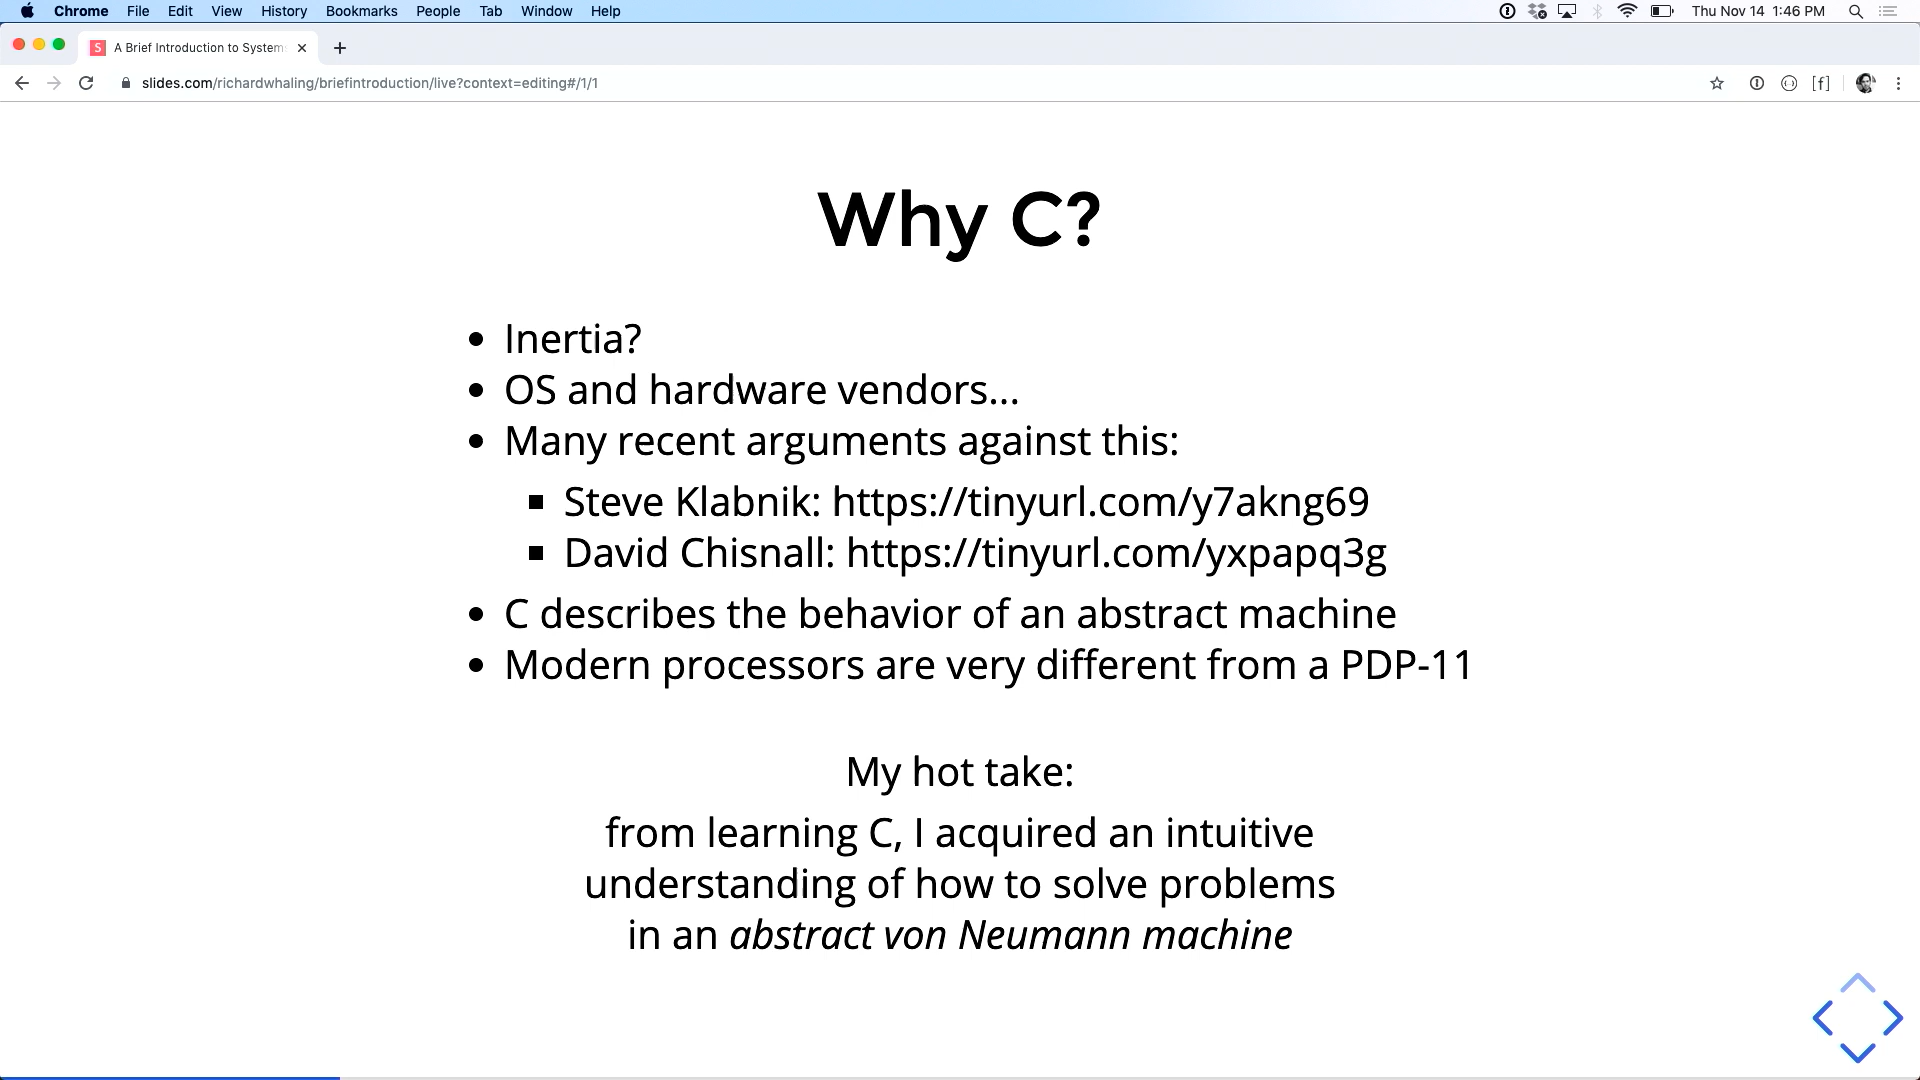 Chrome File Edit View History Bookmarks People Tab Window Help Thu Nov 14 1:46 PM
S A Brief Introduction to System
slides.com/richardwhaling/briefintroduction/live?context=editing#/1/1 [f]
Why C?
Inertia?
OS and hardware vendors...
Many recent arguments against this:
Steve Klabnik: https://tinyurl.com/y7akng69
David Chisnall: https://tinyurl.com/yxpapq3g
C describes the behavior of an abstract machine
Modern processors are very different from a PDP-11
My hot take:
from learning C, I acquired an intuitive
understanding of how to solve problems
in an abstract von Neumann machine